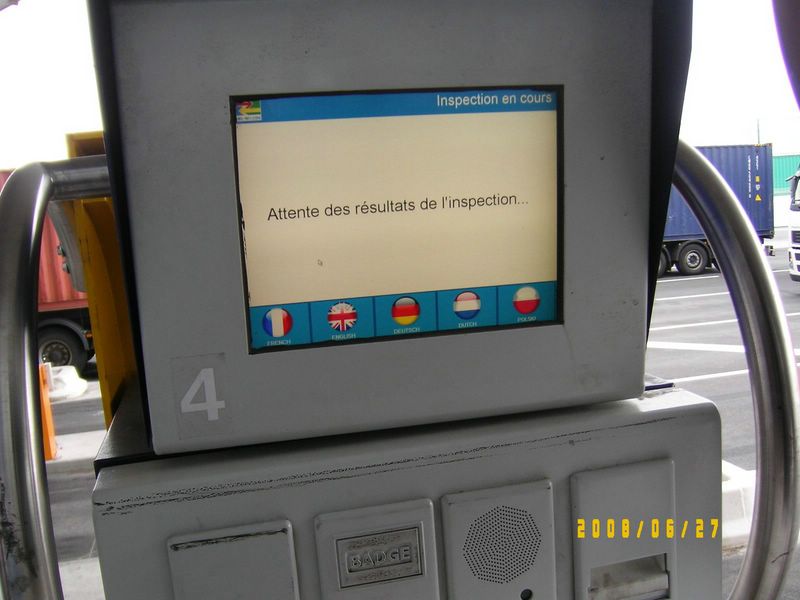 Inspection en cours
Attente des résultats de l'inspection...
FRENCH
ENGLISH
DEUTSCH
DUTCH
POLSKI
4
BADGE
2008/06/27